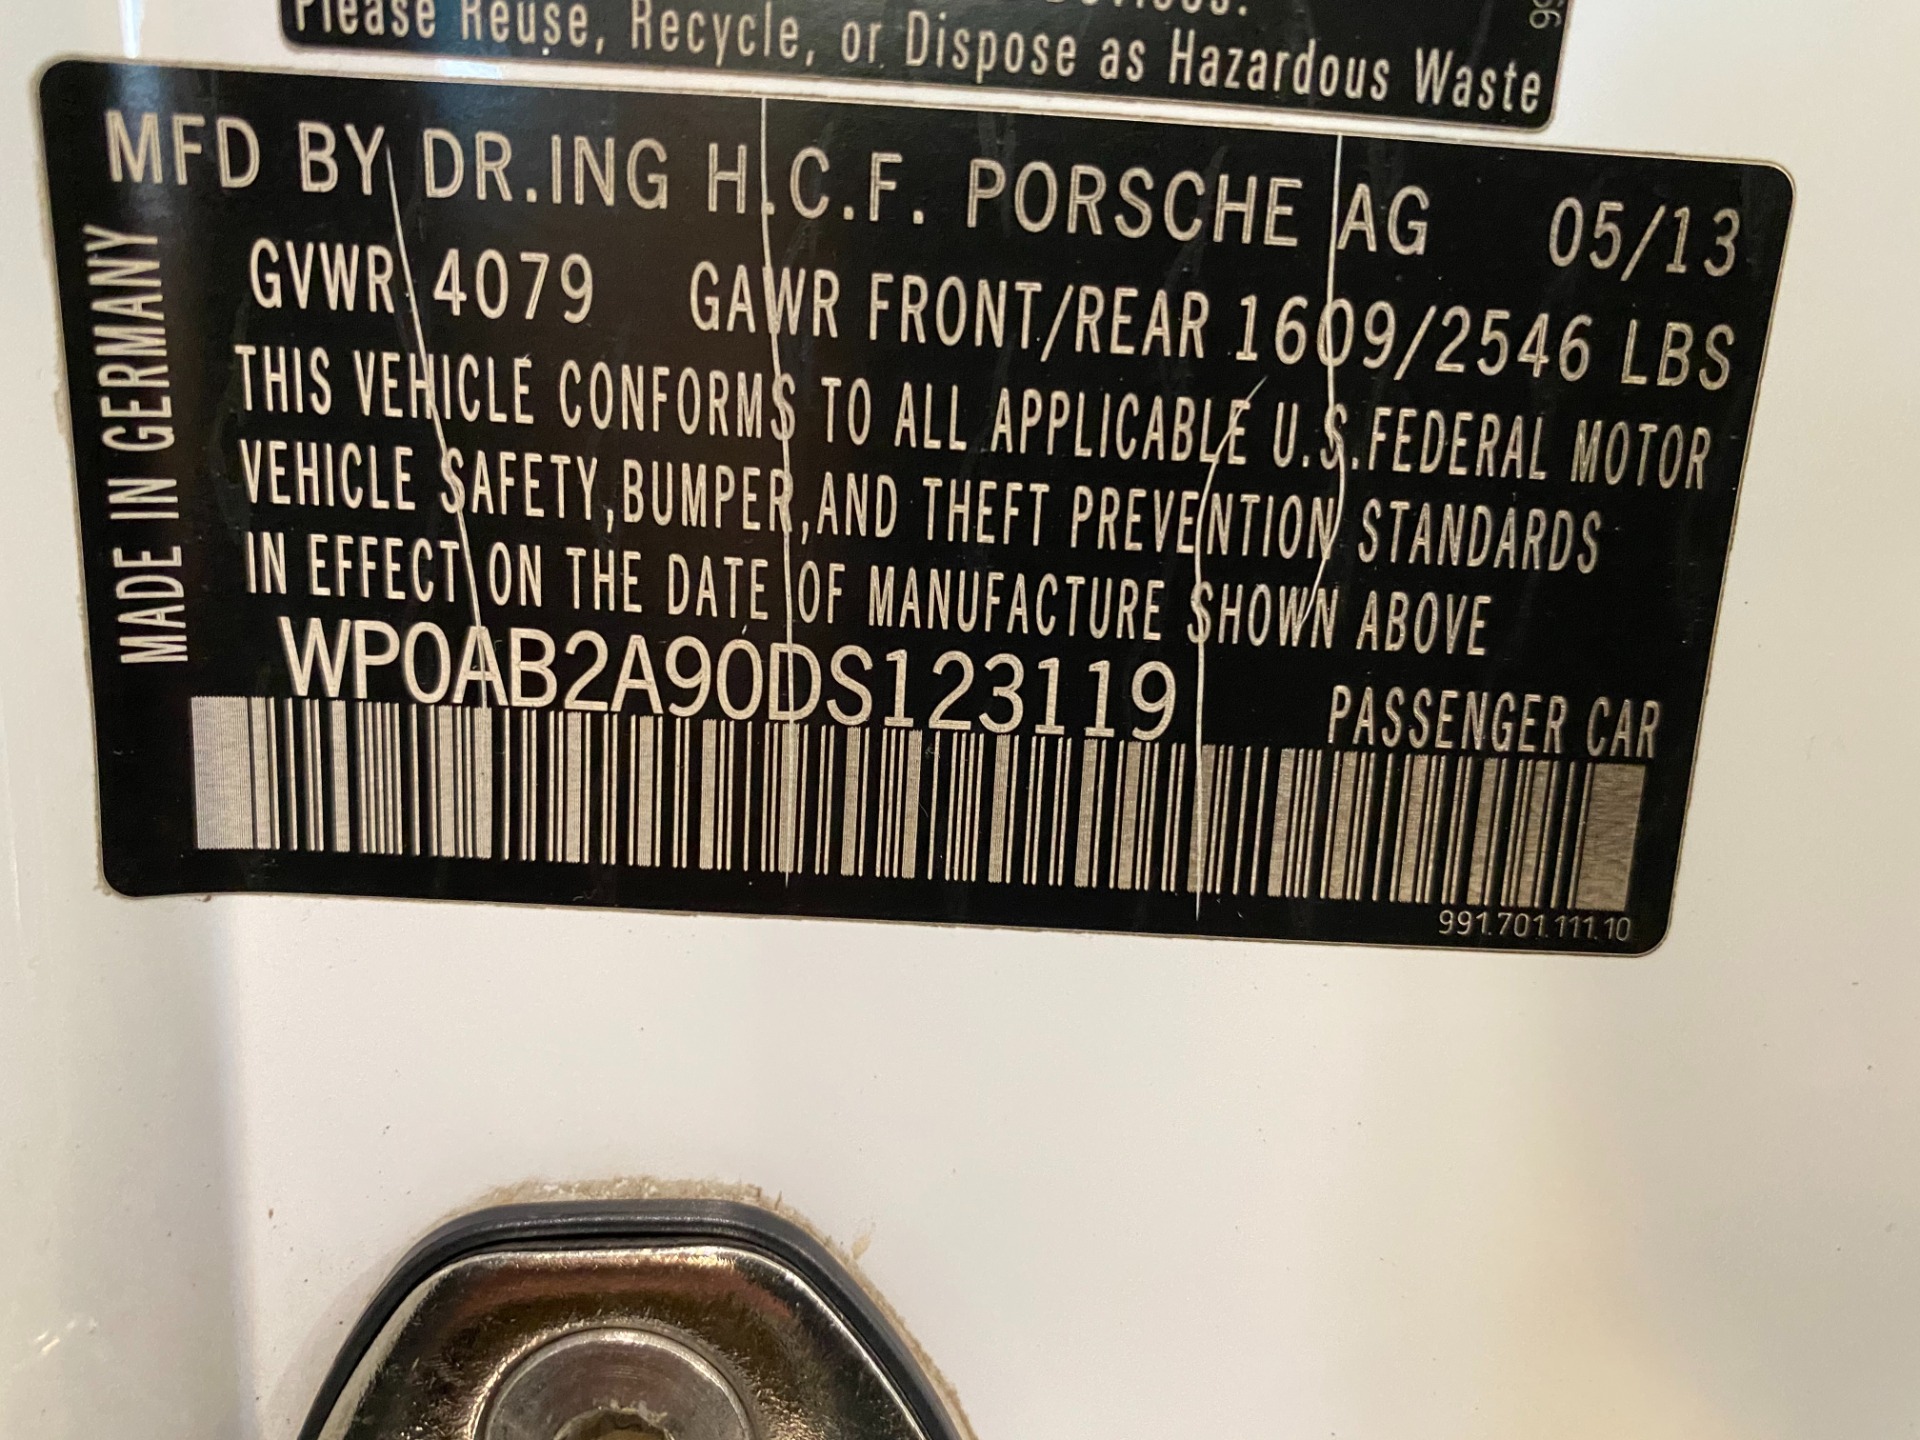 Please Reuse, Recycle, or Dispose as Hazardous Waste
MFD BY DR.ING H.C.F. PORSCHE AG 05/13
GVWR 4079 GAWR FRONT/REAR 1609/2546 LBS
THIS VEHICLE CONFORMS TO ALL APPLICABLE U.S.FEDERAL MOTOR
VEHICLE SAFETY,BUMPER,AND THEFT PREVENTION STANDARDS
IN EFFECT ON THE DATE OF MANUFACTURE SHOWN ABOVE
WP0AB2A90DS123119
PASSENGER CAR
991.701.111.10
MADE IN GERMANY